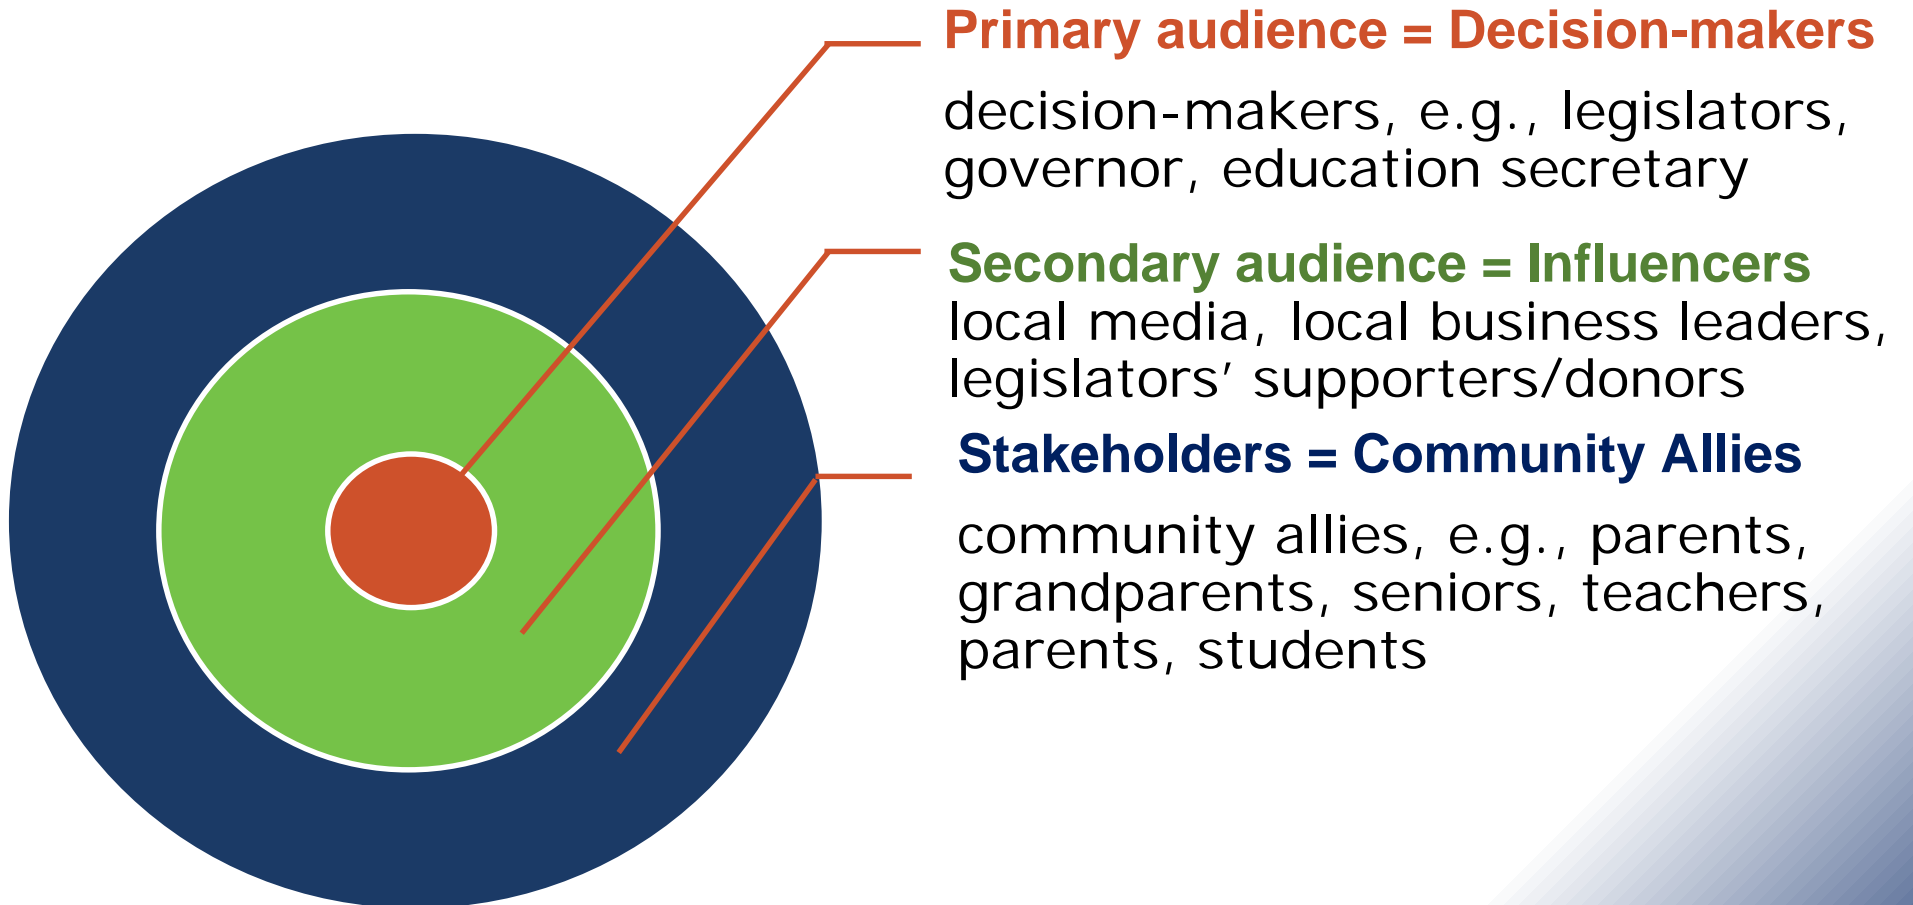 Primary audience = Decision-makers
decision-makers, e.g., legislators,
governor, education secretary
Secondary audience = Influencers
local media, local business leaders,
legislators’ supporters/donors
Stakeholders = Community Allies
community allies, e.g., parents,
grandparents, seniors, teachers,
parents, students